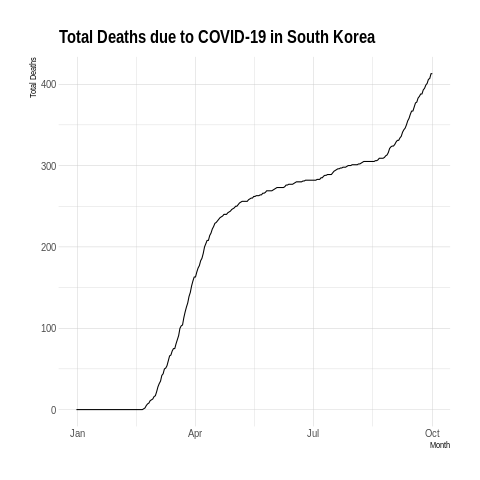 Total Deaths due to COVID-19 in South Korea
Total Deaths
400
300
200
100
0
Jan Apr Jul Oct
Month